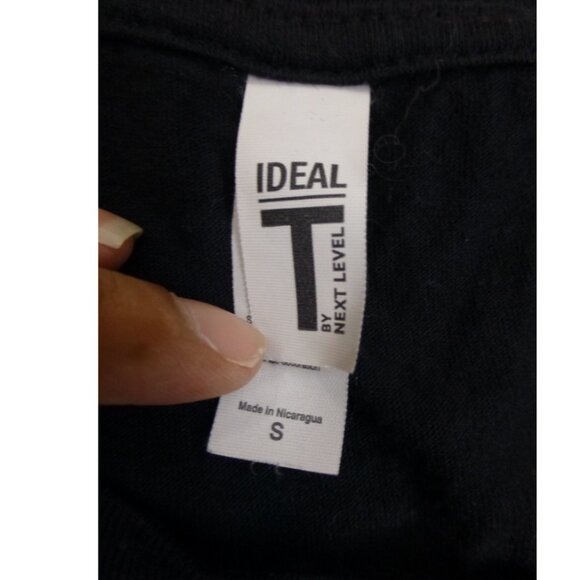 IDEAL
T
BY
NEXT LEVEL
Made in Nicaragua
S